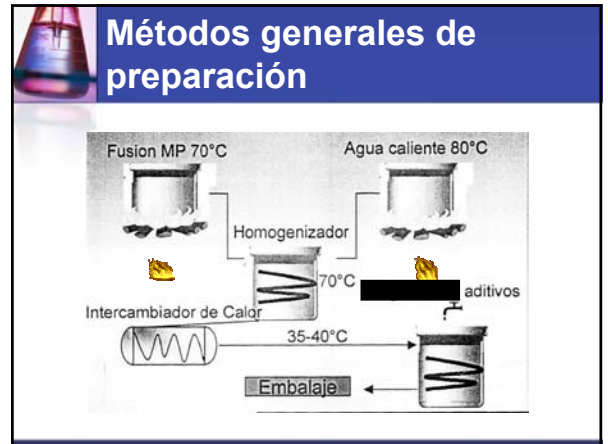 Métodos generales de
preparación
Fusion MP 70°C
Agua caliente 80°C
Homogenizador
70°C
aditivos
Intercambiador de Calor
35-40°C
Embalaje